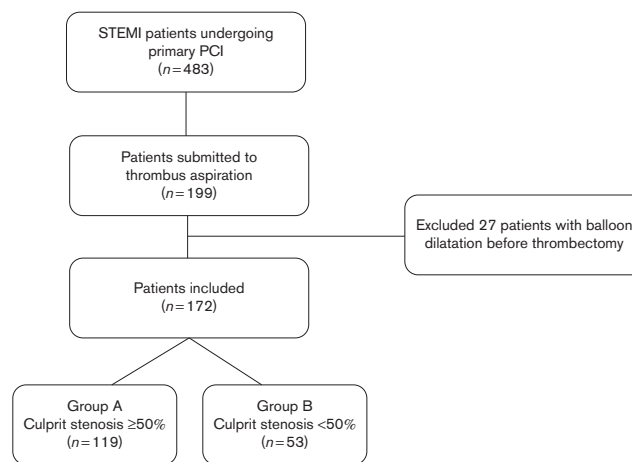 STEMI patients undergoing
primary PCI
(n=483)
Patients submitted to
thrombus aspiration
(n=199)
Excluded 27 patients with balloon
dilatation before thrombectomy
Patients included
(n=172)
Group A
Culprit stenosis ≥50%
(n=119)
Group B
Culprit stenosis <50%
(n=53)